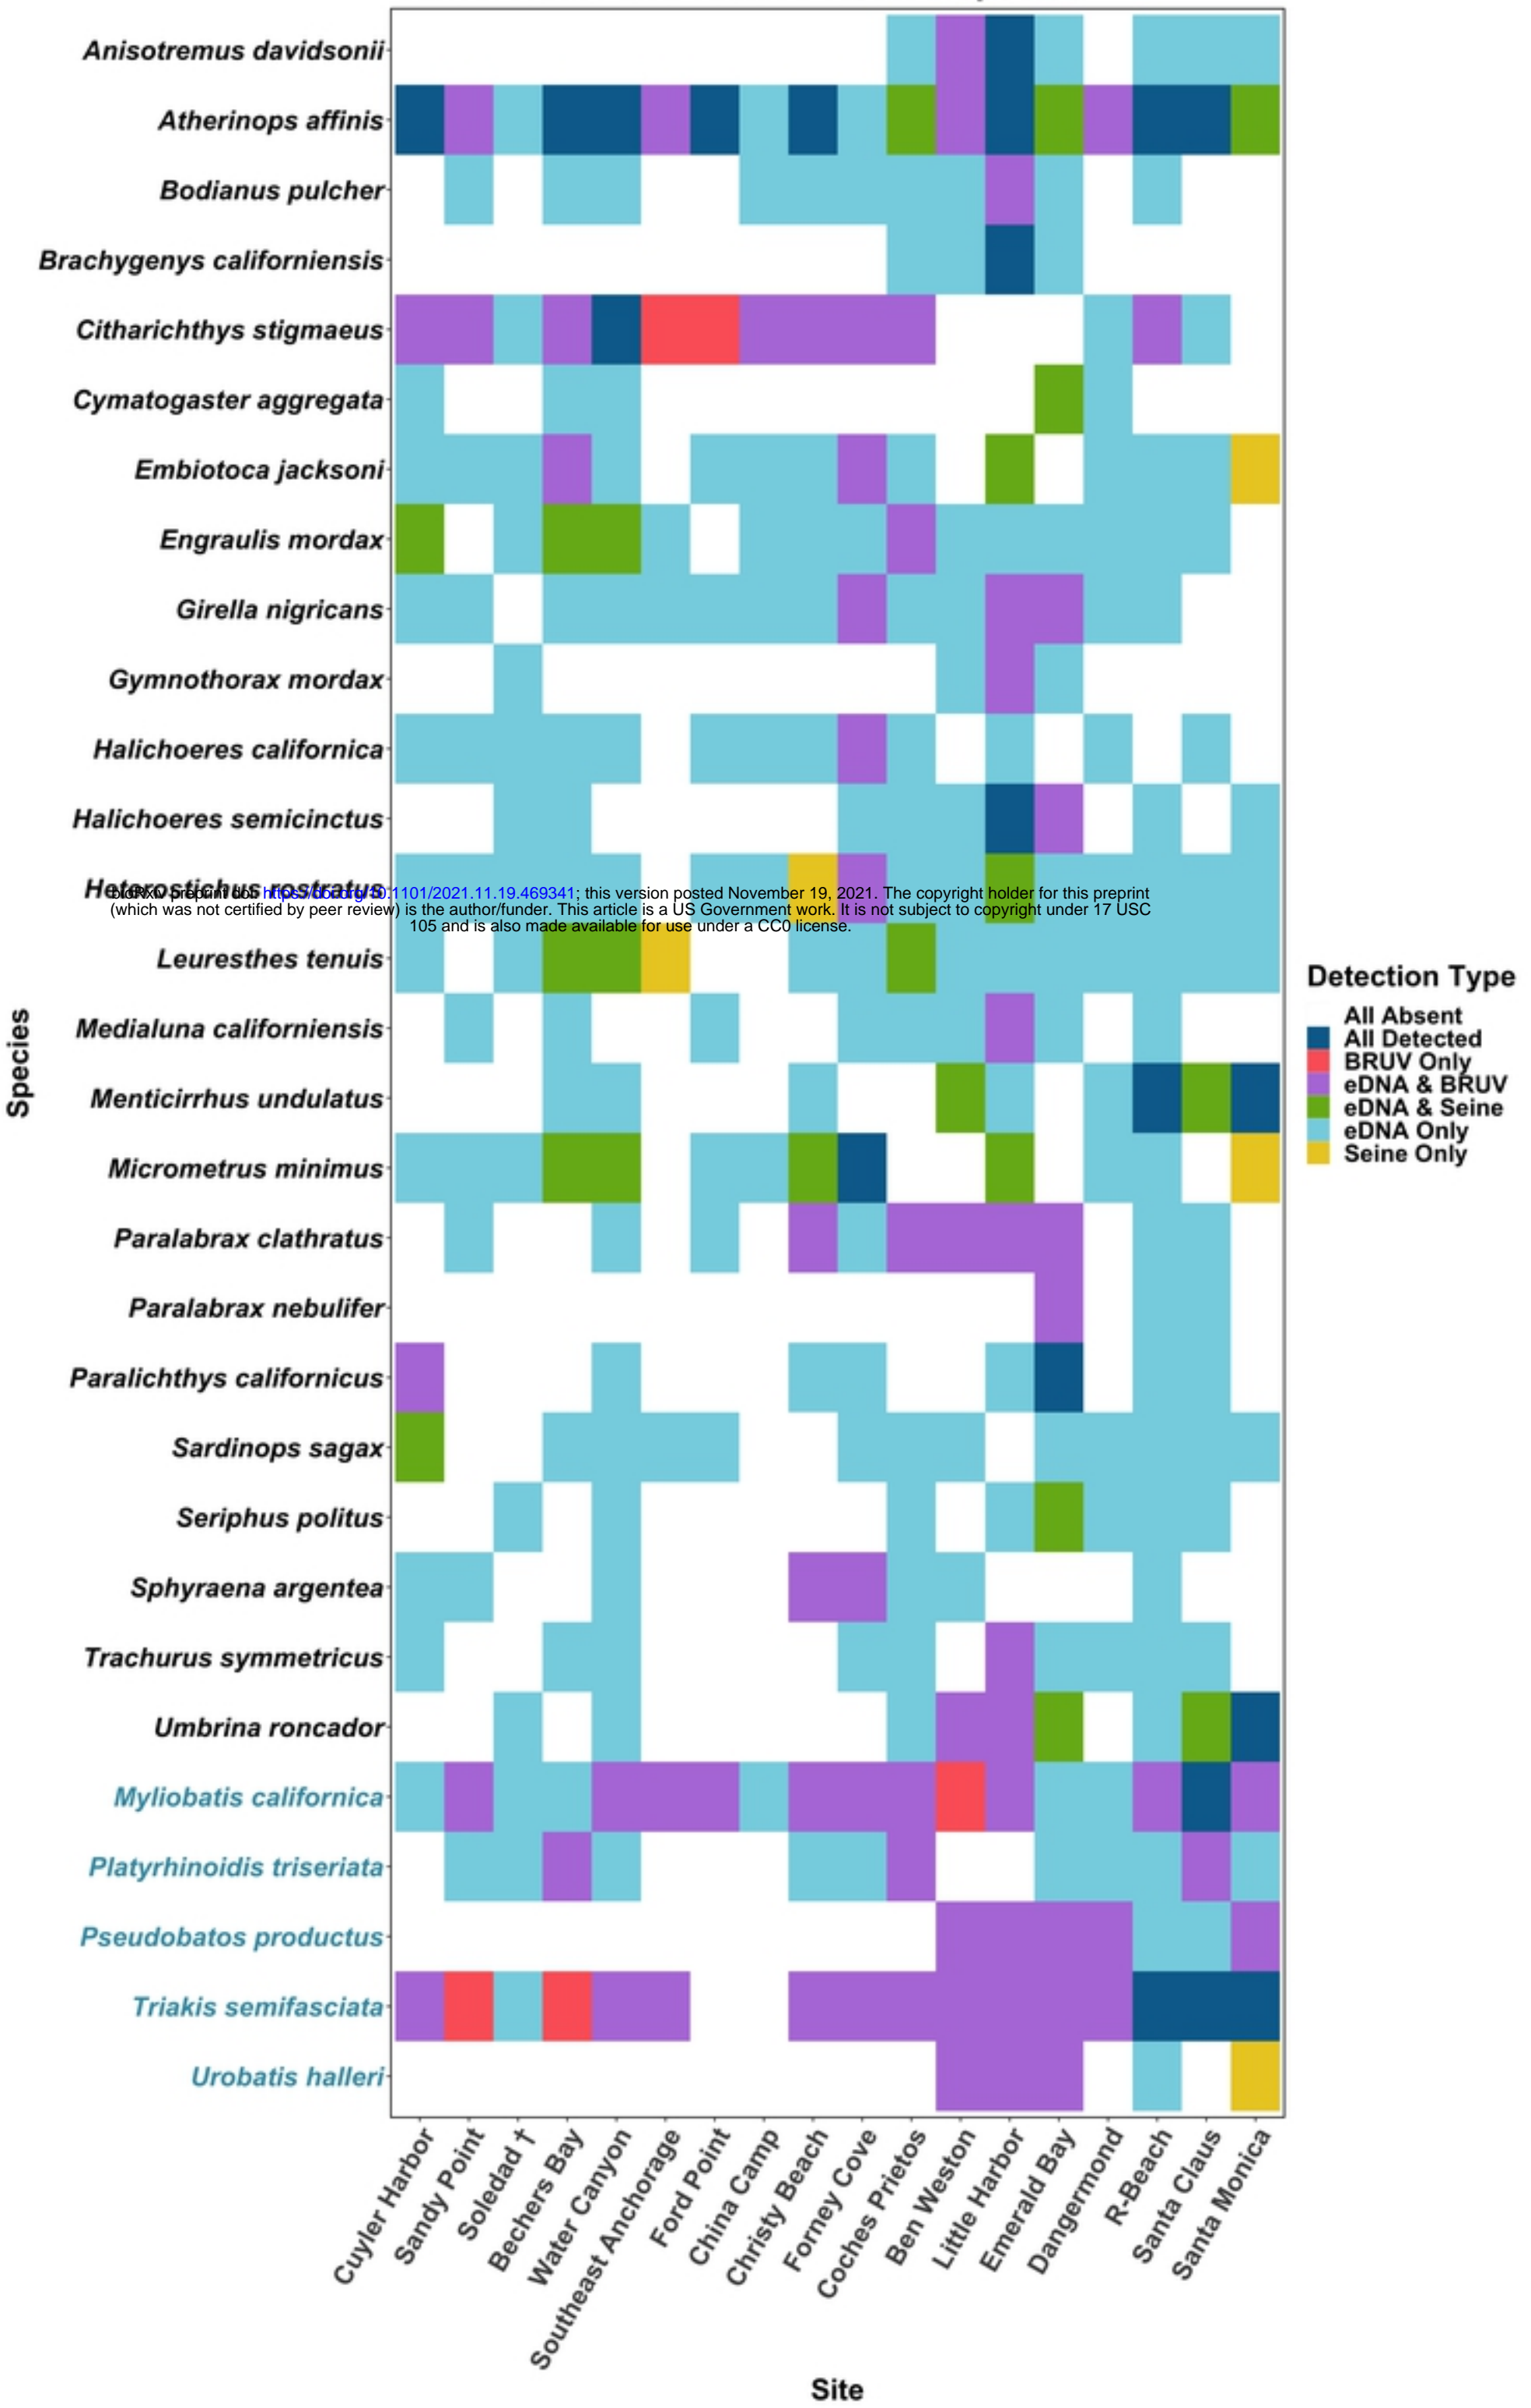 Anisotremus davidsonii
Atherinops affinis
Bodianus pulcher
Brachygenys californiensis
Citharichthys stigmaeus
Cymatogaster aggregata
Embiotoca jacksoni
Engraulis mordax
Girella nigricans
Gymnothorax mordax
Halichoeres californica
Halichoeres semicinctus
Heterostichus rostratus
bioRxiv preprint doi: https://doi.org/10.1101/2021.11.19.469341; this version posted November 19, 2021. The copyright holder for this preprint
(which was not certified by peer review) is the author/funder. This article is a US Government work. It is not subject to copyright under 17 USC
105 and is also made available for use under a CC0 license.
Leuresthes tenuis
Medialuna californiensis
Menticirrhus undulatus
Micrometrus minimus
Paralabrax clathratus
Paralabrax nebulifer
Paralichthys californicus
Sardinops sagax
Seriphus politus
Sphyraena argentea
Trachurus symmetricus
Umbrina roncador
Myliobatis californica
Platyrhinoidis triseriata
Pseudobatos productus
Triakis semifasciata
Urobatis halleri
Species
Detection Type
All Absent
All Detected
BRUV Only
eDNA & BRUV
eDNA & Seine
eDNA Only
Seine Only
Cuyler Harbor
Sandy Point
Soledad †
Bechers Bay
Water Canyon
Southeast Anchorage
Ford Point
China Camp
Christy Beach
Forney Cove
Coches Prietos
Ben Weston
Little Harbor
Emerald Bay
Dangermond
R-Beach
Santa Claus
Santa Monica
Site